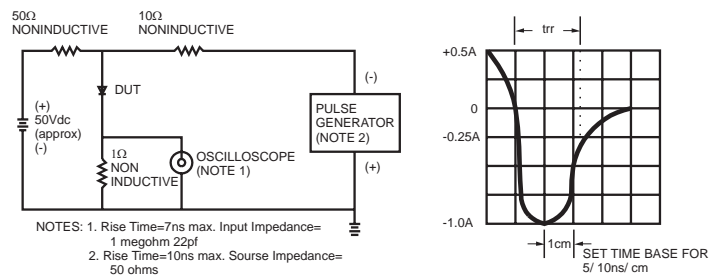 50Ω
NONINDUCTIVE
10Ω
NONINDUCTIVE
DUT
(+)
50Vdc
(approx)
(-)
1Ω
NON
INDUCTIVE
OSCILLOSCOPE
(NOTE 1)
(-)
PULSE
GENERATOR
(NOTE 2)
(+)
NOTES: 1. Rise Time=7ns max. Input Impedance=
1 megohm 22pf
2. Rise Time=10ns max. Sourse Impedance=
50 ohms
trr
+0.5A
0
-0.25A
-1.0A
1cm
SET TIME BASE FOR
5/ 10ns/ cm